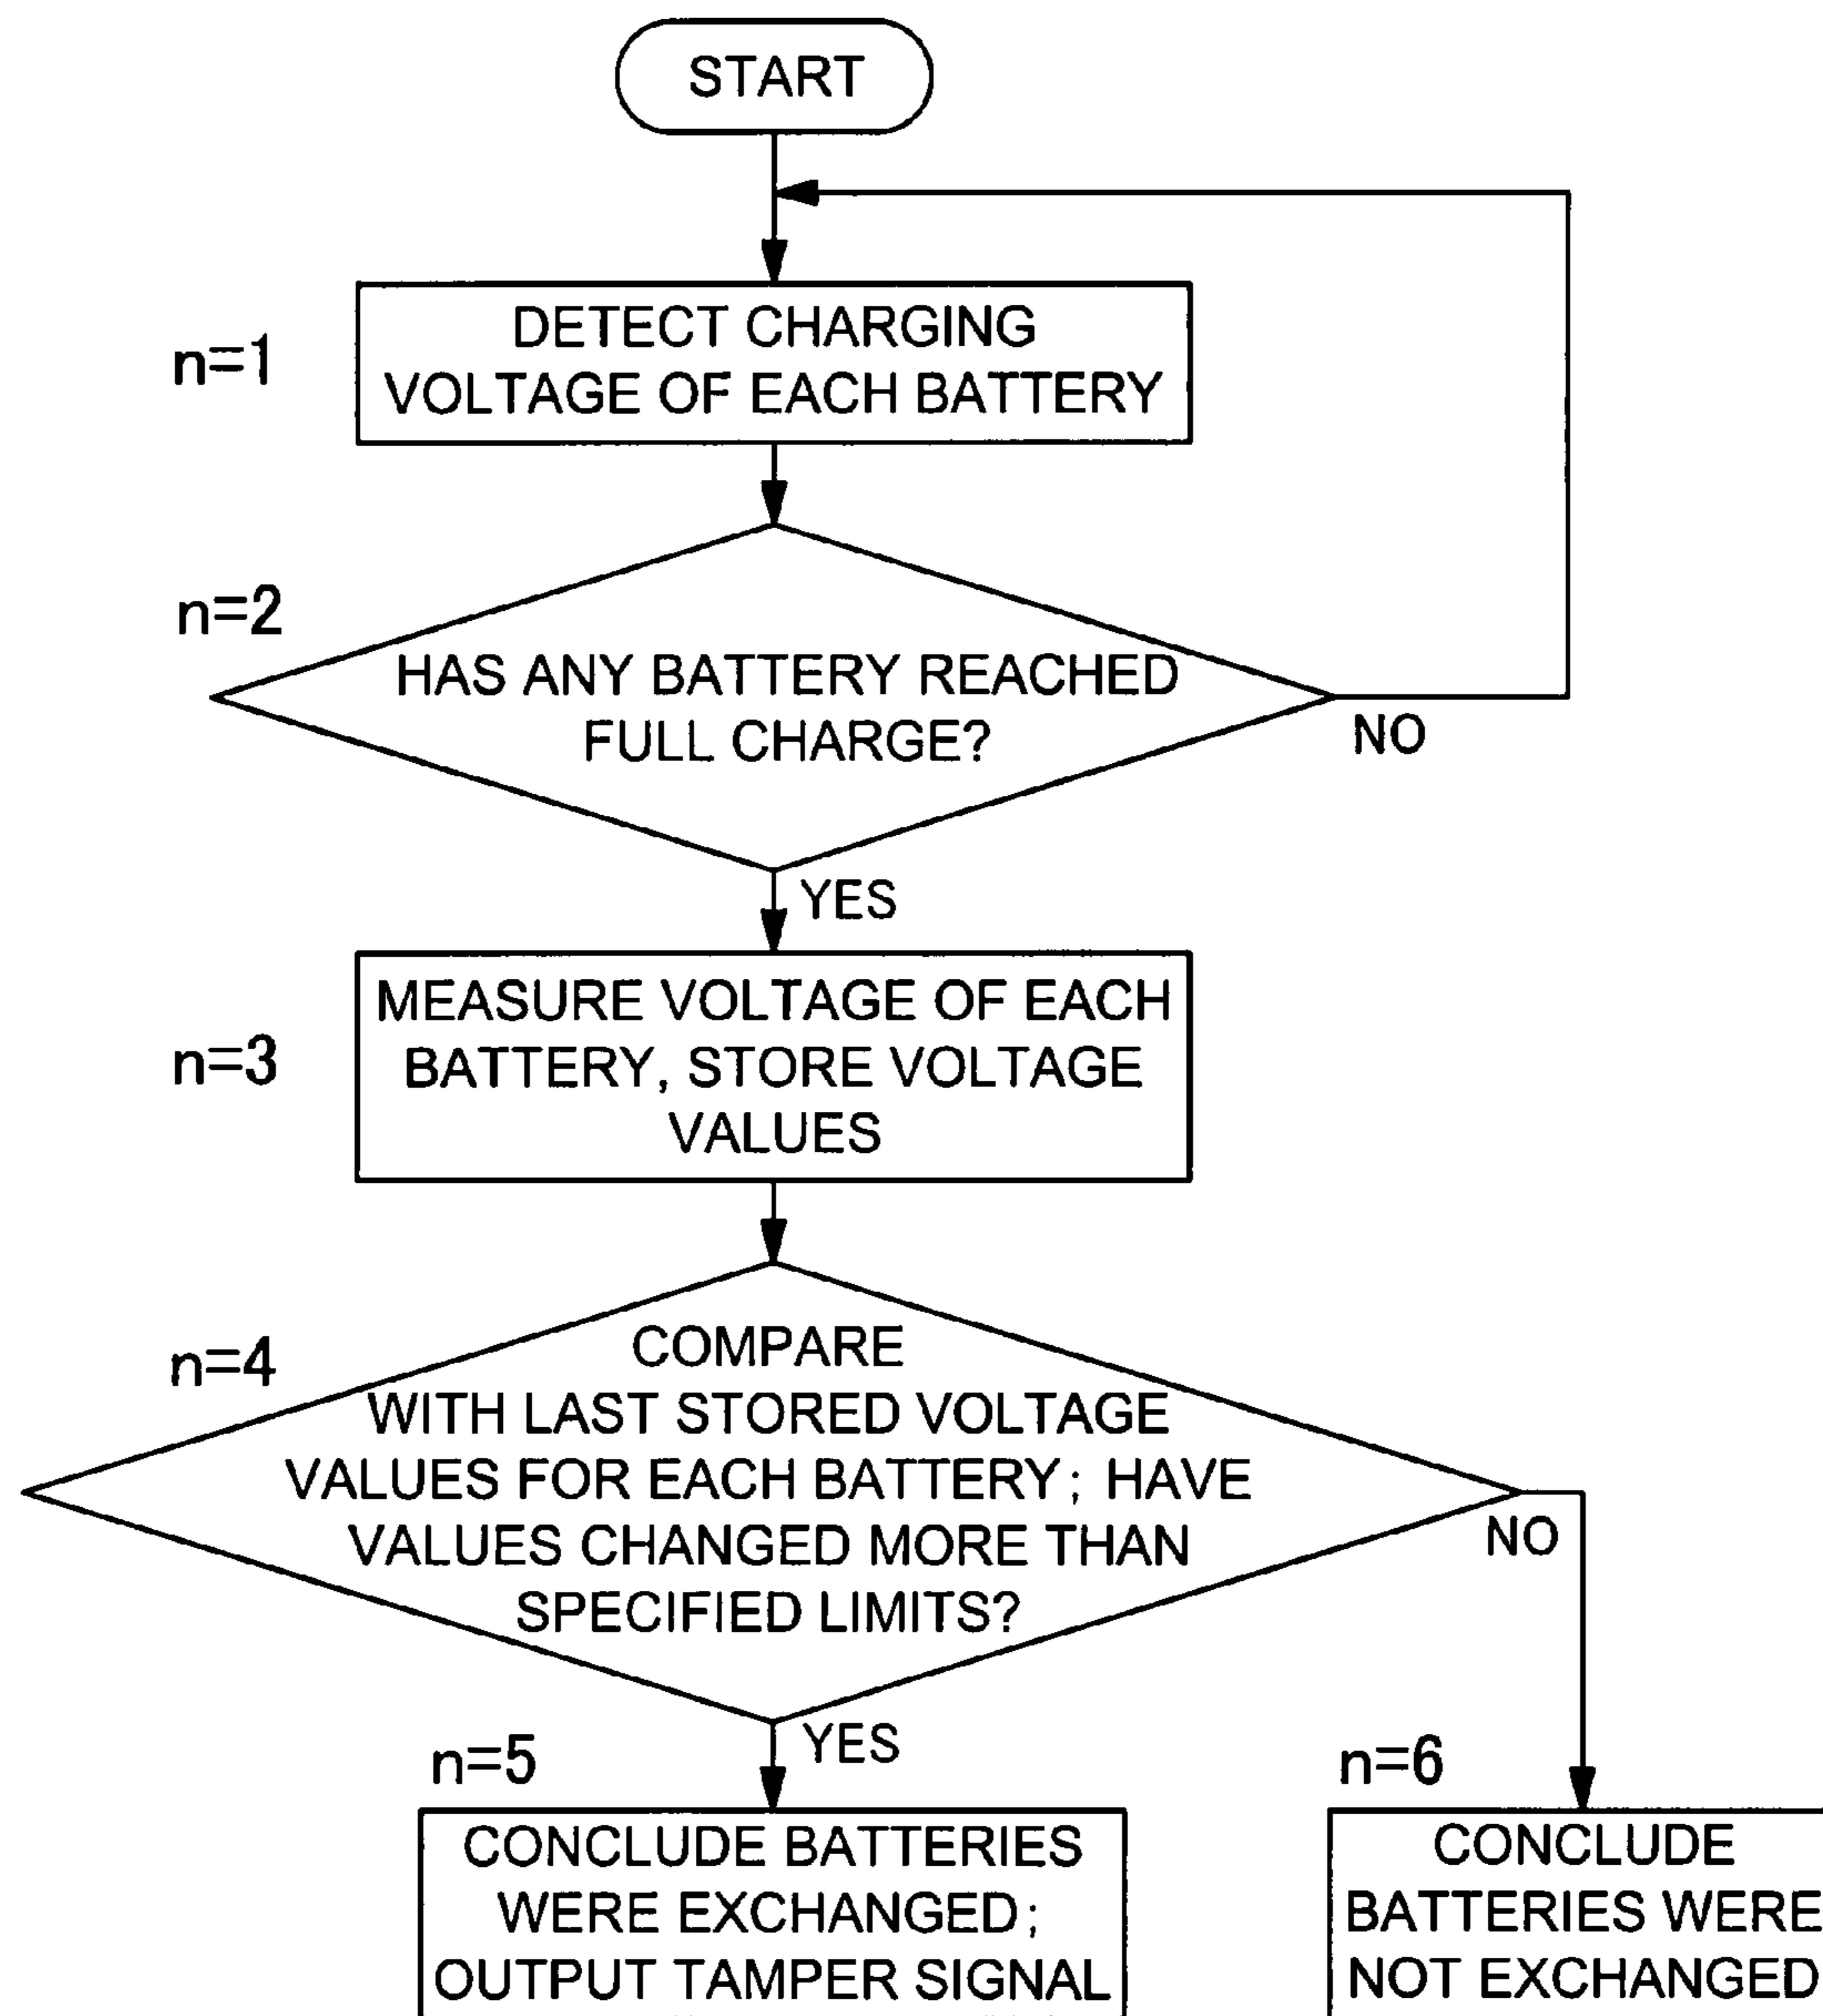 START
n=1
DETECT CHARGING
VOLTAGE OF EACH BATTERY
n=2
HAS ANY BATTERY REACHED
FULL CHARGE?
NO
YES
n=3
MEASURE VOLTAGE OF EACH
BATTERY, STORE VOLTAGE
VALUES
n=4
COMPARE
WITH LAST STORED VOLTAGE
VALUES FOR EACH BATTERY; HAVE
VALUES CHANGED MORE THAN
SPECIFIED LIMITS?
NO
YES
n=5
CONCLUDE BATTERIES
WERE EXCHANGED;
OUTPUT TAMPER SIGNAL
n=6
CONCLUDE
BATTERIES WERE
NOT EXCHANGED